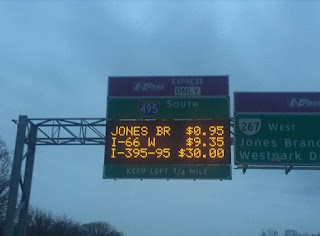 E-ZPass EXPRESS
ONLY
495 SOUTH
JONES BR $0.95
I-66 W $9.35
I-395-95 $30.00
KEEP LEFT 3/4 MILE
E-ZPass
267 West
Jones Branch
Westpark